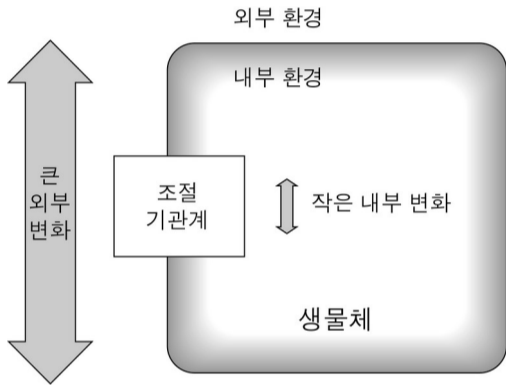 외부 환경
내부 환경
큰
외부
변화
조절
기관계
작은 내부 변화
생물체